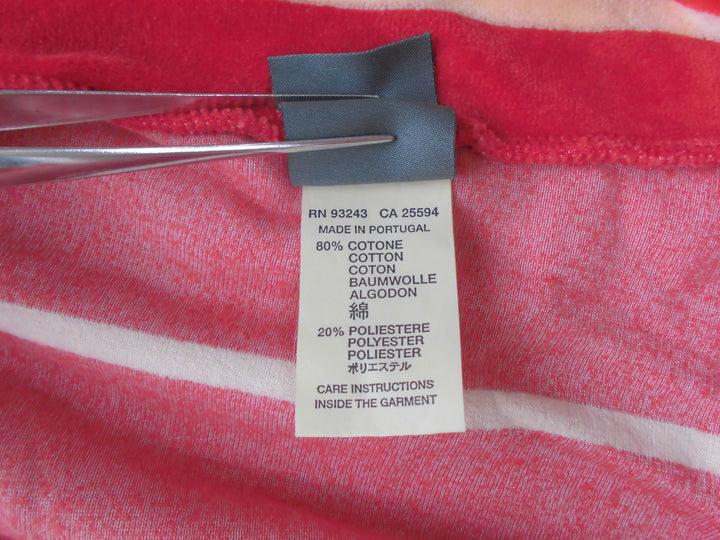 RN 93243 CA 25594
MADE IN PORTUGAL
80% COTONE
COTTON
COTON
BAUMWOLLE
ALGODON
綿
20% POLIESTERE
POLYESTER
POLIESTER
ポリエステル
CARE INSTRUCTIONS
INSIDE THE GARMENT